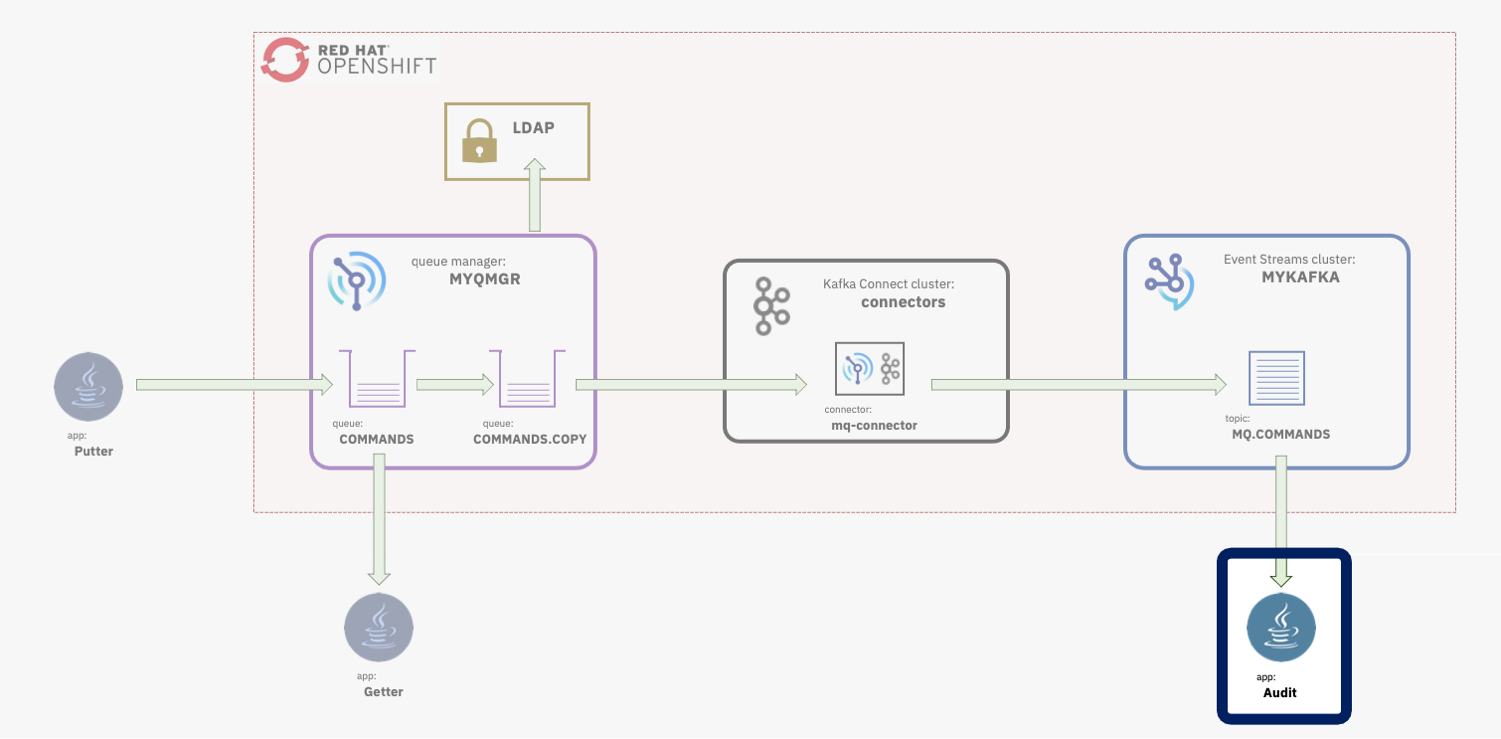 RED HAT
OPENSHIFT
LDAP
queue manager:
MYQMGR
Kafka Connect cluster:
connectors
Event Streams cluster:
MYKAFKA
app:
Putter
queue:
COMMANDS
queue:
COMMANDS.COPY
connector:
mq-connector
topic:
MQ.COMMANDS
app:
Getter
app:
Audit